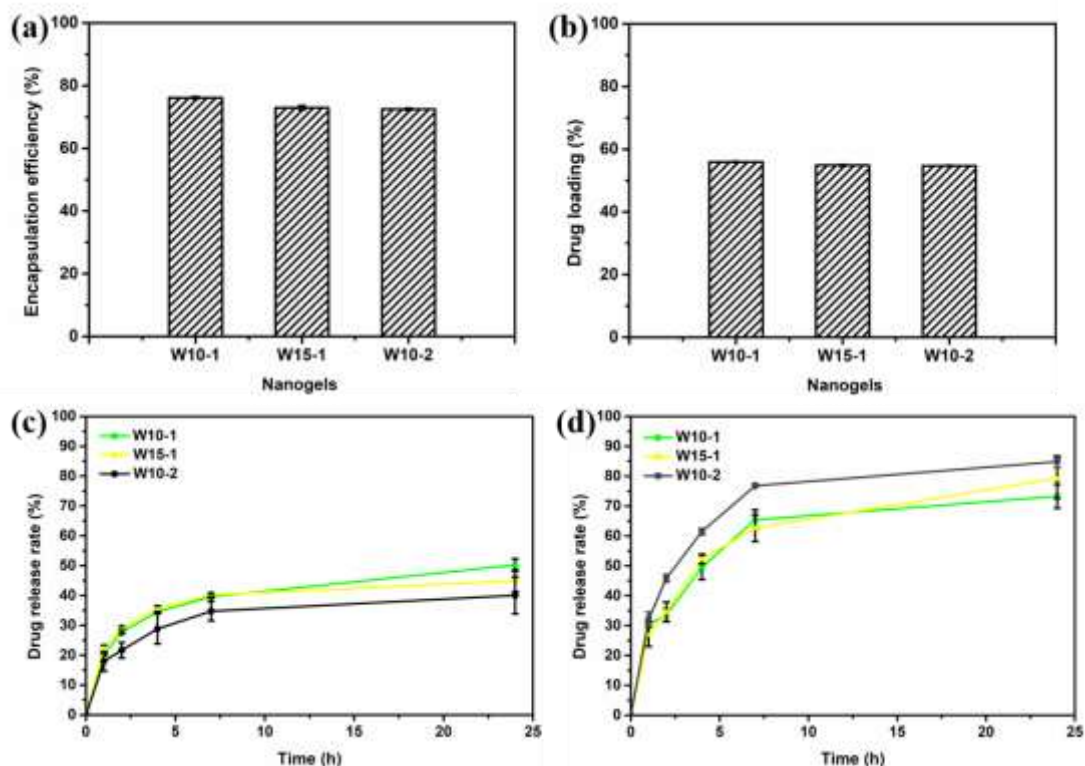 (a)
Encapsulation efficiency (%)
100
80
60
40
20
0
W10-1 W15-1 W10-2
Nanogels
(b)
Drug loading (%)
100
80
60
40
20
0
W10-1 W15-1 W10-2
Nanogels
(c)
Drug release rate (%)
100
90
80
70
60
50
40
30
20
10
0
W10-1
W15-1
W10-2
0 5 10 15 20 25
Time (h)
(d)
Drug release rate (%)
100
90
80
70
60
50
40
30
20
10
0
W10-1
W15-1
W10-2
0 5 10 15 20 25
Time (h)